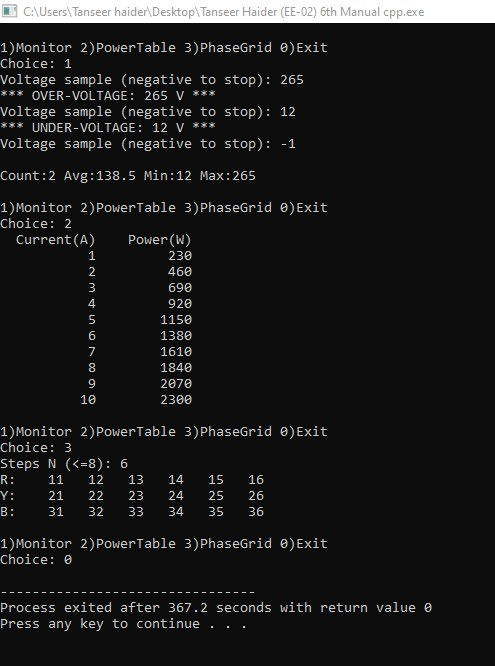 C:\Users\Tanseer haider\Desktop\Tanseer Haider (EE-02) 6th Manual cpp.exe
1)Monitor 2)PowerTable 3)PhaseGrid 0)Exit
Choice: 1
Voltage sample (negative to stop): 265
*** OVER-VOLTAGE: 265 V ***
Voltage sample (negative to stop): 12
*** UNDER-VOLTAGE: 12 V ***
Voltage sample (negative to stop): -1
Count:2 Avg:138.5 Min:12 Max:265
1)Monitor 2)PowerTable 3)PhaseGrid 0)Exit
Choice: 2
Current(A) Power(W)
1 230
2 460
3 690
4 920
5 1150
6 1380
7 1610
8 1840
9 2070
10 2300
1)Monitor 2)PowerTable 3)PhaseGrid 0)Exit
Choice: 3
Steps N (<=8): 6
R: 11 12 13 14 15 16
Y: 21 22 23 24 25 26
B: 31 32 33 34 35 36
1)Monitor 2)PowerTable 3)PhaseGrid 0)Exit
Choice: 0
--------------------------------
Process exited after 367.2 seconds with return value 0
Press any key to continue . . .